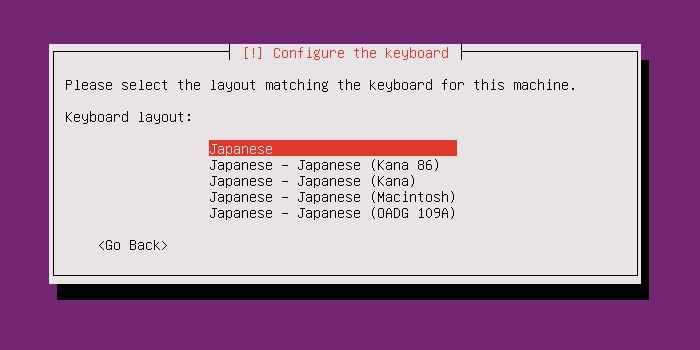 [!] Configure the keyboard
Please select the layout matching the keyboard for this machine.
Keyboard layout:
Japanese
Japanese - Japanese (Kana 86)
Japanese - Japanese (Kana)
Japanese - Japanese (Macintosh)
Japanese - Japanese (OADG 109A)
<Go Back>